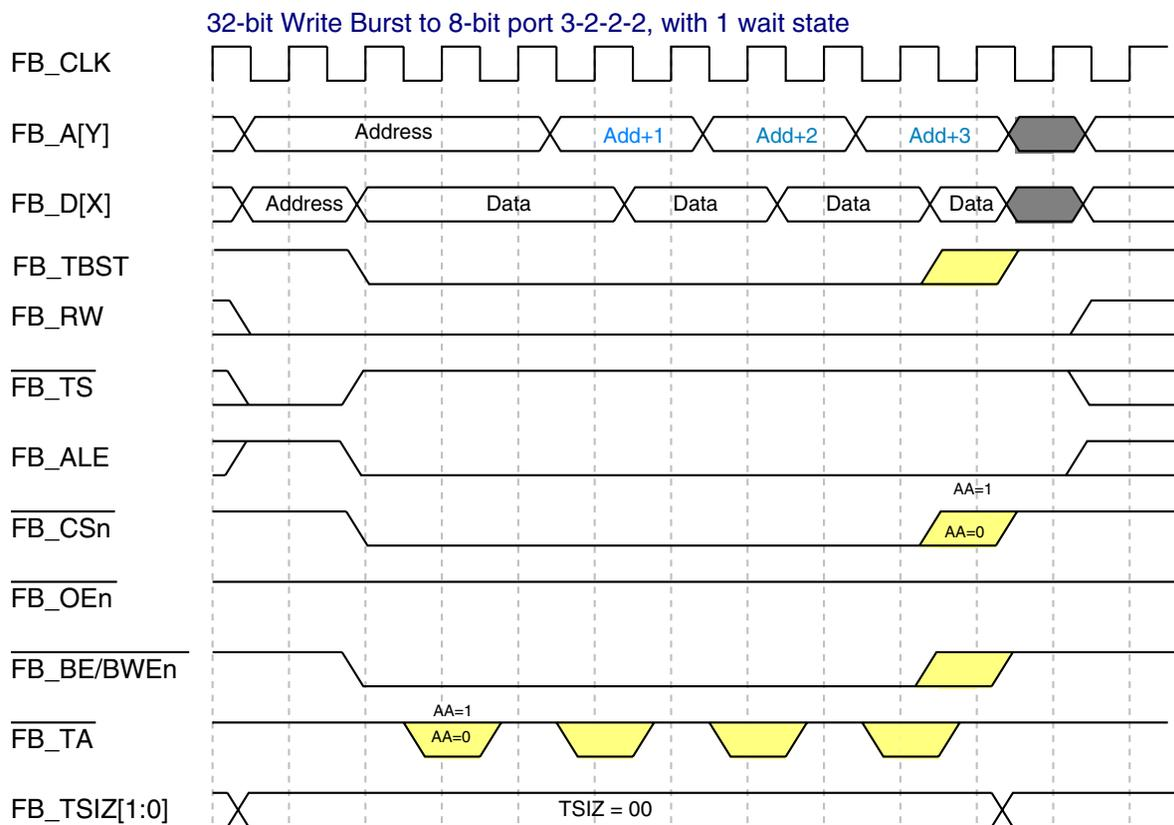 32-bit Write Burst to 8-bit port 3-2-2-2, with 1 wait state
FB_CLK
FB_A[Y] Address Add+1 Add+2 Add+3
FB_D[X] Address Data Data Data Data
FB_TBST
FB_RW
FB_TS
FB_ALE
AA=1
FB_CSn AA=0
FB_OEn
FB_BE/BWEn
AA=1
FB_TA AA=0
FB_TSIZ[1:0] TSIZ = 00